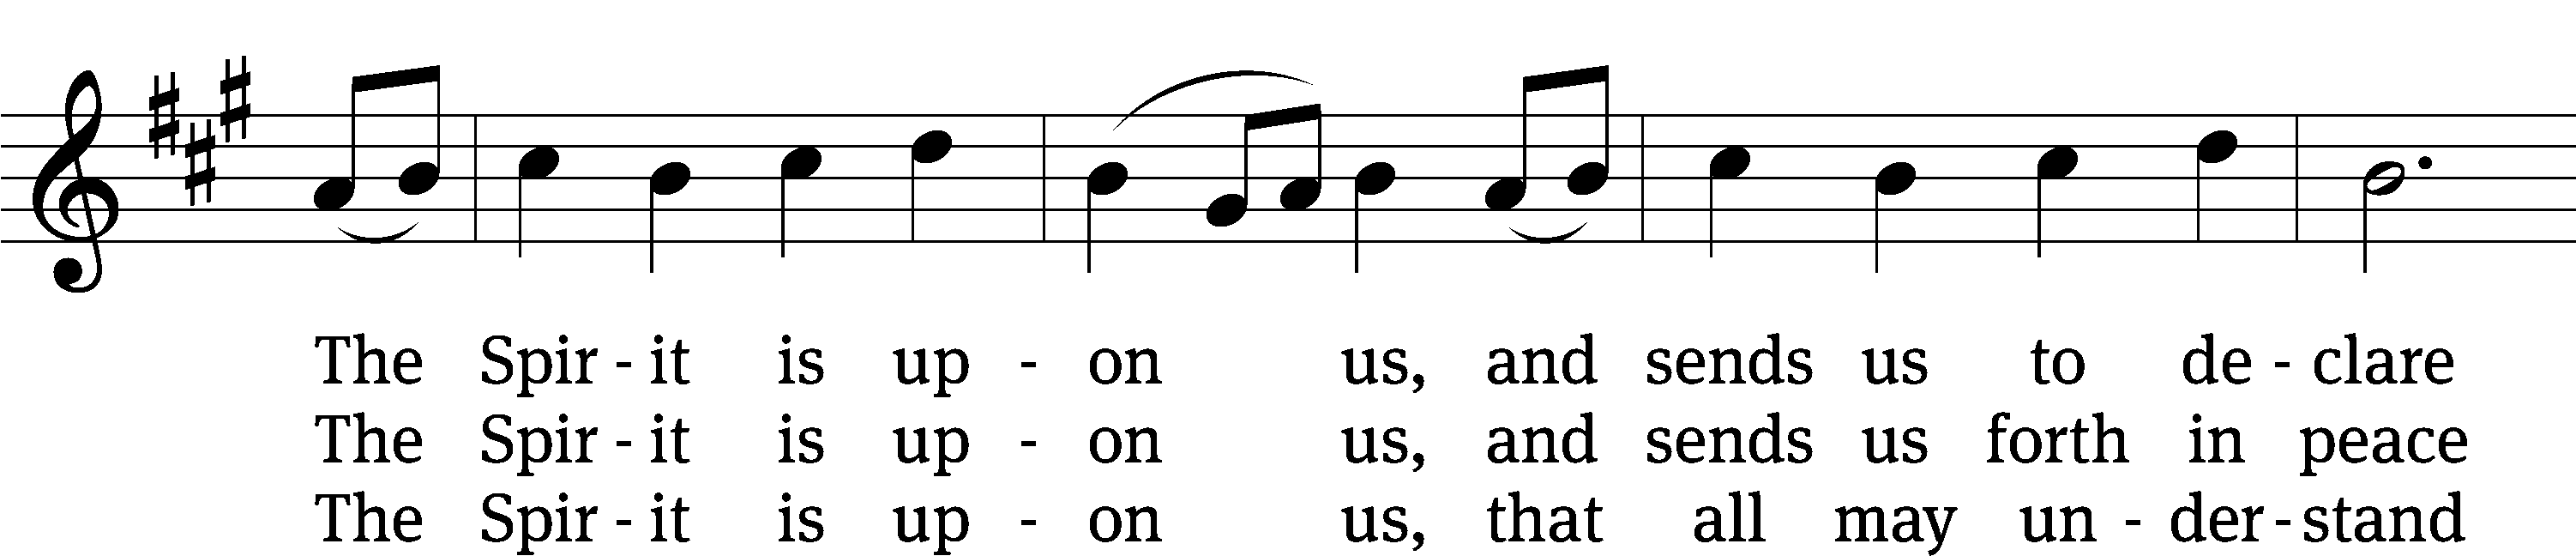 The Spir - it is up - on us, and sends us to de - clare
The Spir - it is up - on us, and sends us forth in peace
The Spir - it is up - on us, that all may un - der - stand